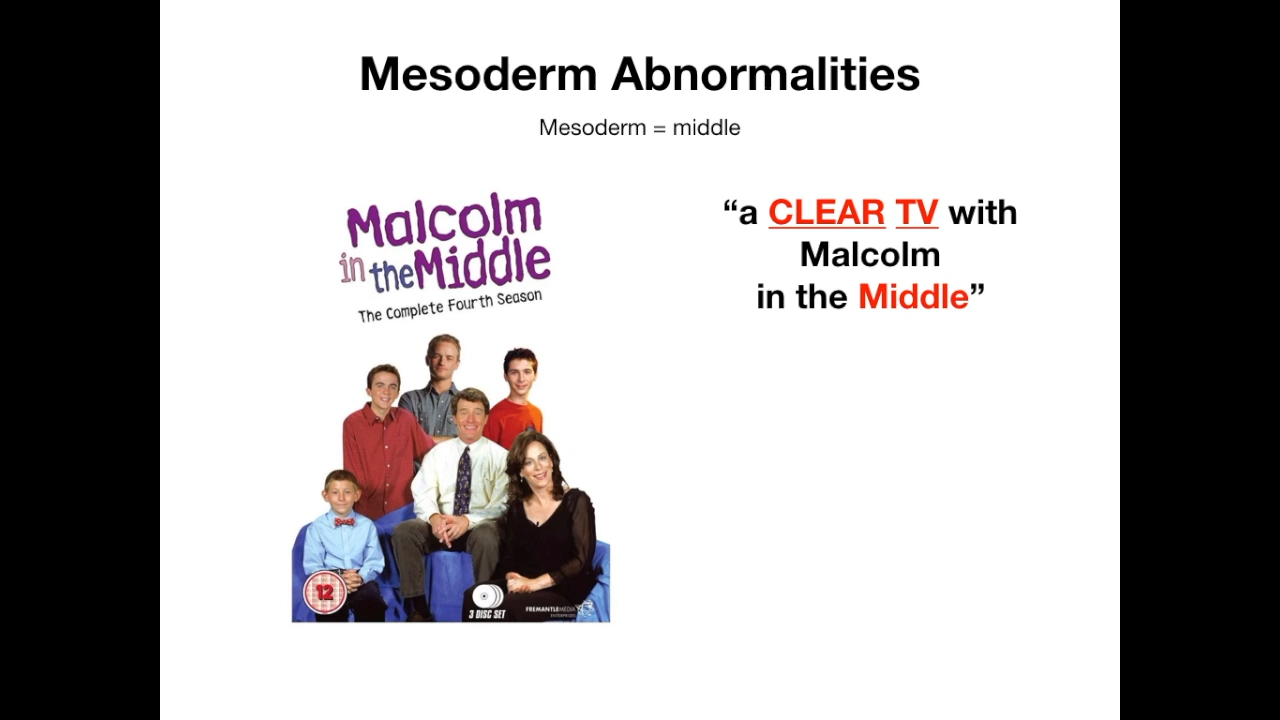 Mesoderm Abnormalities
Mesoderm = middle
Malcolm
in the Middle
The Complete Fourth Season
12
3 DISC SET
FREMANTLEMEDIA
ENTERPRISES
“a CLEAR TV with
Malcolm
in the Middle”